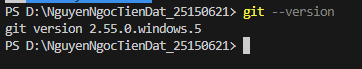 PS D:\NguyenNgocTienDat_25150621> git --version
git version 2.55.0.windows.5
PS D:\NguyenNgocTienDat_25150621>